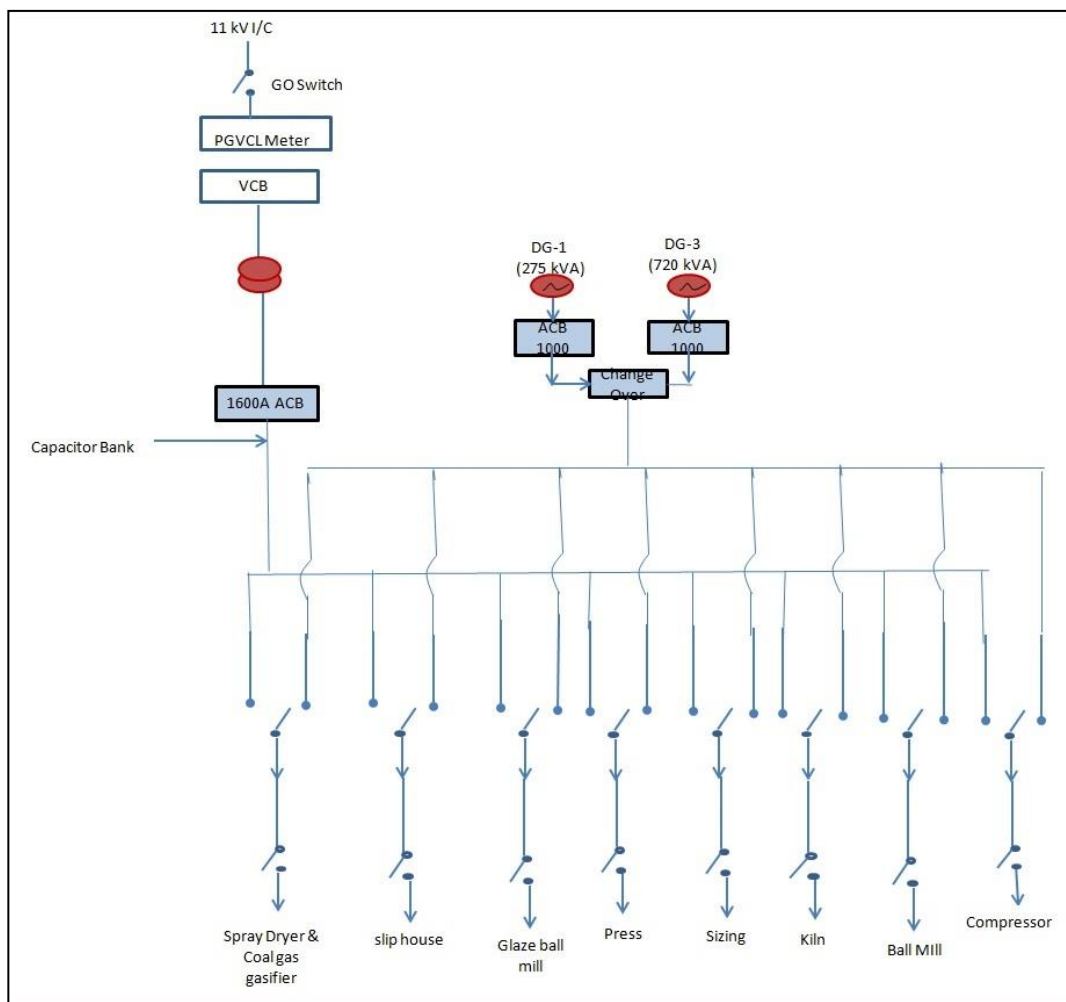 11 kV I/C
GO Switch
PGVCL Meter
VCB
DG-1
(275 kVA)
DG-3
(720 kVA)
ACB
1000
ACB
1000
Change
Over
1600A ACB
Capacitor Bank
Spray Dryer &
Coal gas
gasifier
slip house
Glaze ball
mill
Press
Sizing
Kiln
Ball MIll
Compressor